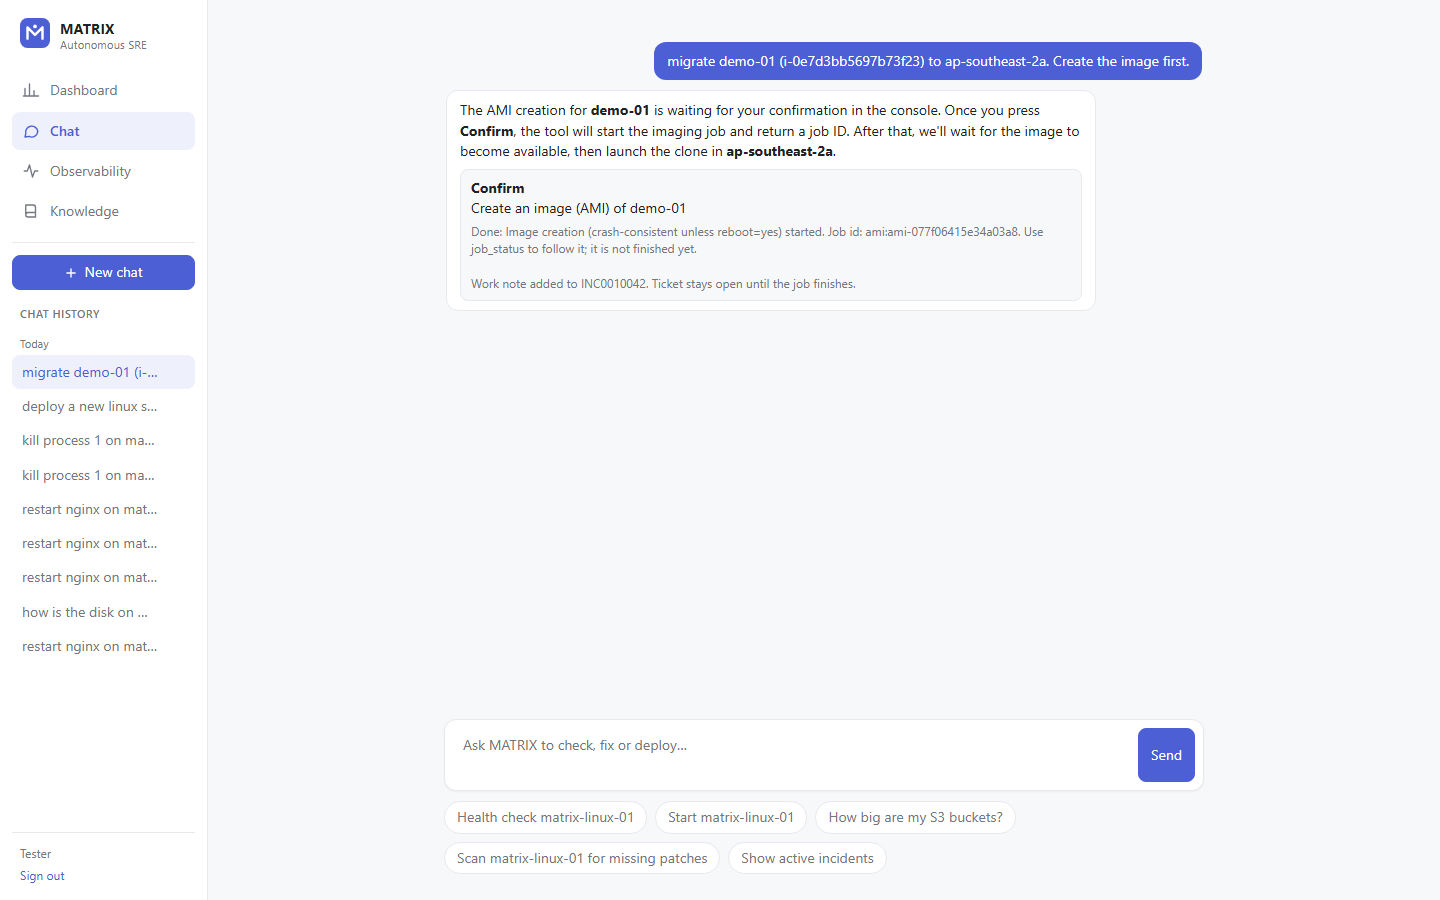 MATRIX
Autonomous SRE
Dashboard
Chat
Observability
Knowledge
+ New chat
CHAT HISTORY
Today
migrate demo-01 (i-...
deploy a new linux s...
kill process 1 on ma...
kill process 1 on ma...
restart nginx on mat...
restart nginx on mat...
restart nginx on mat...
how is the disk on ...
restart nginx on mat...
Tester
Sign out
migrate demo-01 (i-0e7d3bb5697b73f23) to ap-southeast-2a. Create the image first.
The AMI creation for demo-01 is waiting for your confirmation in the console. Once you press
Confirm, the tool will start the imaging job and return a job ID. After that, we'll wait for the image to
become available, then launch the clone in ap-southeast-2a.
Confirm
Create an image (AMI) of demo-01
Done: Image creation (crash-consistent unless reboot=yes) started. Job id: ami:ami-077f06415e34a03a8. Use
job_status to follow it; it is not finished yet.
Work note added to INC0010042. Ticket stays open until the job finishes.
Ask MATRIX to check, fix or deploy...
Send
Health check matrix-linux-01
Start matrix-linux-01
How big are my S3 buckets?
Scan matrix-linux-01 for missing patches
Show active incidents